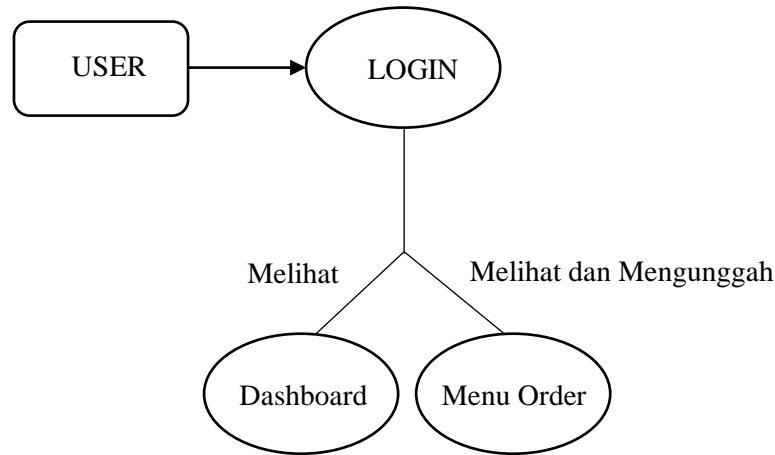 USER
LOGIN
Melihat
Melihat dan Mengunggah
Dashboard
Menu Order